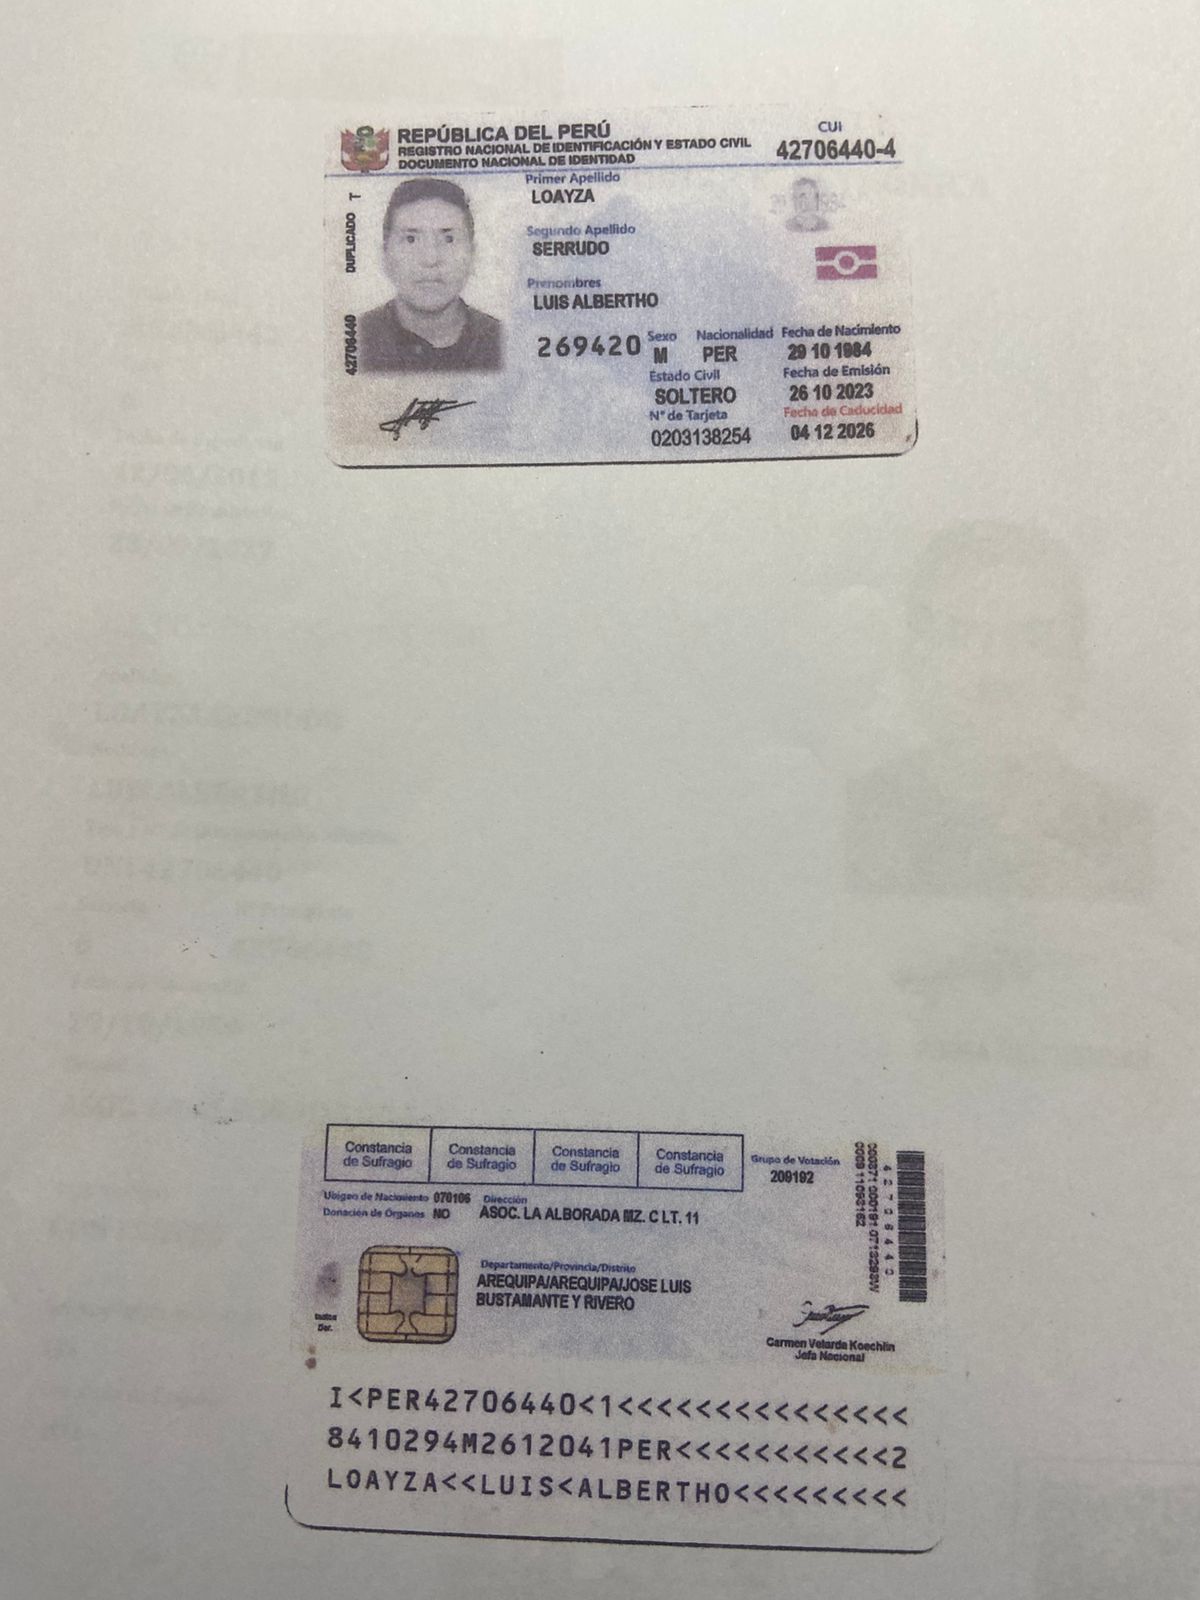 REPÚBLICA DEL PERÚ
REGISTRO NACIONAL DE IDENTIFICACIÓN Y ESTADO CIVIL
DOCUMENTO NACIONAL DE IDENTIDAD
CUI
42706440-4
DUPLICADO T
42706440
Primer Apellido
LOAYZA
Segundo Apellido
SERRUDO
Prenombres
LUIS ALBERTHO
269420
Sexo Nacionalidad Fecha de Nacimiento
M PER 29 10 1984
Estado Civil Fecha de Emisión
SOLTERO 26 10 2023
N° de Tarjeta Fecha de Caducidad
0203138254 04 12 2026
Constancia de Sufragio
Constancia de Sufragio
Constancia de Sufragio
Constancia de Sufragio
Grupo de Votación
209192
Ubigeo de Nacimiento 070106 Dirección
Donación de Órganos NO ASOC. LA ALBORADA MZ. C LT. 11
Departamento/Provincia/Distrito
AREQUIPA/AREQUIPA/JOSE LUIS
BUSTAMANTE Y RIVERO
42706440
Carmen Velarde Koechlin
Jefa Nacional
I<PER42706440<1<<<<<<<<<<<<<<<
8410294M2612041PER<<<<<<<<<<<2
LOAYZA<<LUIS<ALBERTHO<<<<<<<<<